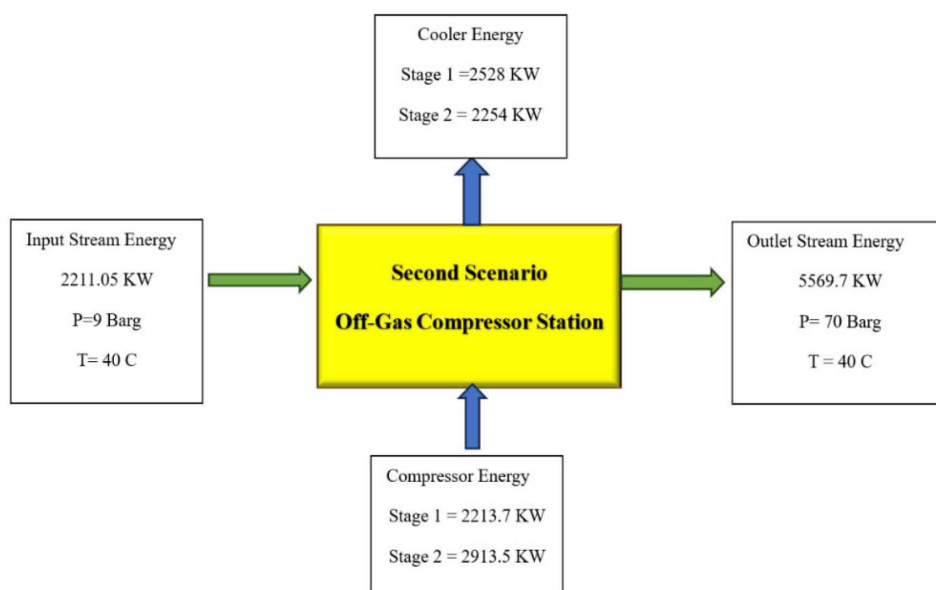 Cooler Energy
Stage 1 =2528 KW
Stage 2 = 2254 KW
Input Stream Energy
2211.05 KW
P=9 Barg
T= 40 C
Second Scenario
Off-Gas Compressor Station
Outlet Stream Energy
5569.7 KW
P= 70 Barg
T = 40 C
Compressor Energy
Stage 1 = 2213.7 KW
Stage 2 = 2913.5 KW